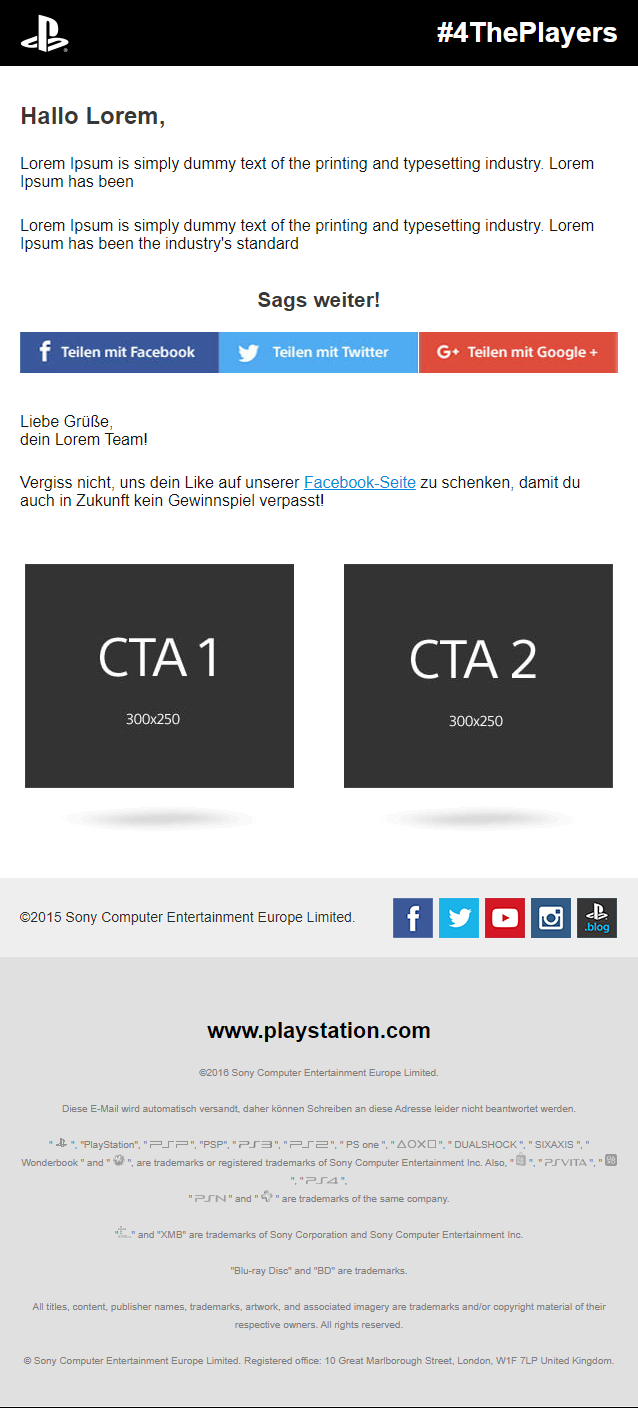 #4ThePlayers
Hallo Lorem,
Lorem Ipsum is simply dummy text of the printing and typesetting industry. Lorem
Ipsum has been
Lorem Ipsum is simply dummy text of the printing and typesetting industry. Lorem
Ipsum has been the industry's standard
Sags weiter!
Teilen mit Facebook
Teilen mit Twitter
G+ Teilen mit Google +
Liebe Grüße,
dein Lorem Team!
Vergiss nicht, uns dein Like auf unserer Facebook-Seite zu schenken, damit du
auch in Zukunft kein Gewinnspiel verpasst!
CTA 1
300x250
CTA 2
300x250
©2015 Sony Computer Entertainment Europe Limited.
.blog
www.playstation.com
©2016 Sony Computer Entertainment Europe Limited.
Diese E-Mail wird automatisch versandt, daher können Schreiben an diese Adresse leider nicht beantwortet werden.
" ", "PlayStation", " PSP ", "PSP", " PS3 ", " PS2 ", " PS one ", " △○✕□ ", " DUALSHOCK ", " SIXAXIS ", "
Wonderbook " and " ", are trademarks or registered trademarks of Sony Computer Entertainment Inc. Also, " ", " PSVITA ", "
", " PS4 ",
" PSN " and " " are trademarks of the same company.
" " and "XMB" are trademarks of Sony Corporation and Sony Computer Entertainment Inc.
"Blu-ray Disc" and "BD" are trademarks.
All titles, content, publisher names, trademarks, artwork, and associated imagery are trademarks and/or copyright material of their
respective owners. All rights reserved.
© Sony Computer Entertainment Europe Limited. Registered office: 10 Great Marlborough Street, London, W1F 7LP United Kingdom.